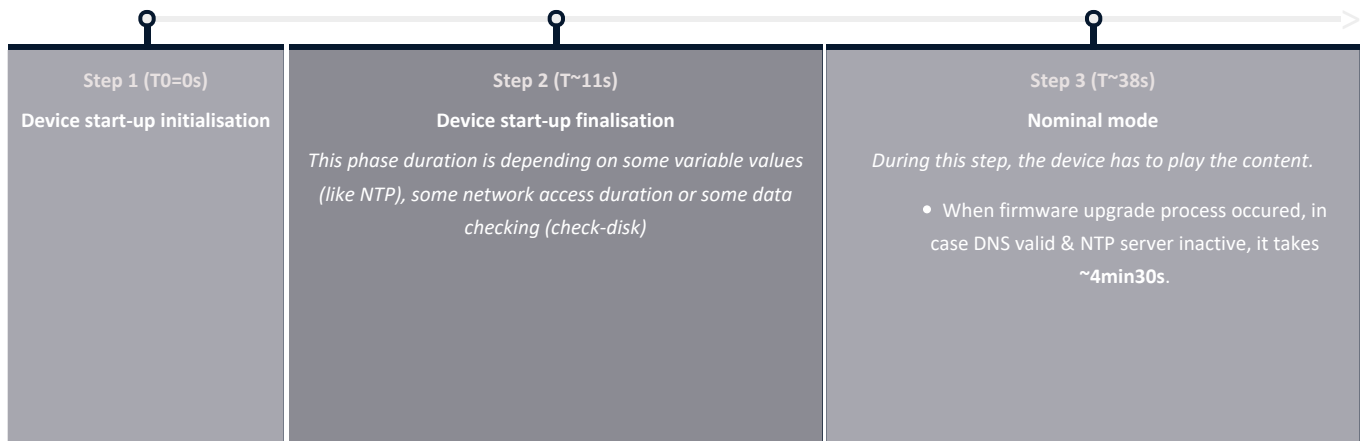 Step 1 (T0=0s)
Device start-up initialisation
Step 2 (T~11s)
Device start-up finalisation
This phase duration is depending on some variable values
(like NTP), some network access duration or some data
checking (check-disk)
Step 3 (T~38s)
Nominal mode
During this step, the device has to play the content.
• When firmware upgrade process occured, in
case DNS valid & NTP server inactive, it takes
~4min30s.